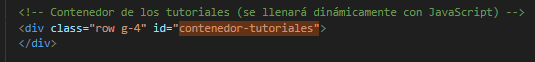 <!-- Contenedor de los tutoriales (se llenará dinámicamente con JavaScript) -->
<div class="row g-4" id="contenedor-tutoriales">
</div>